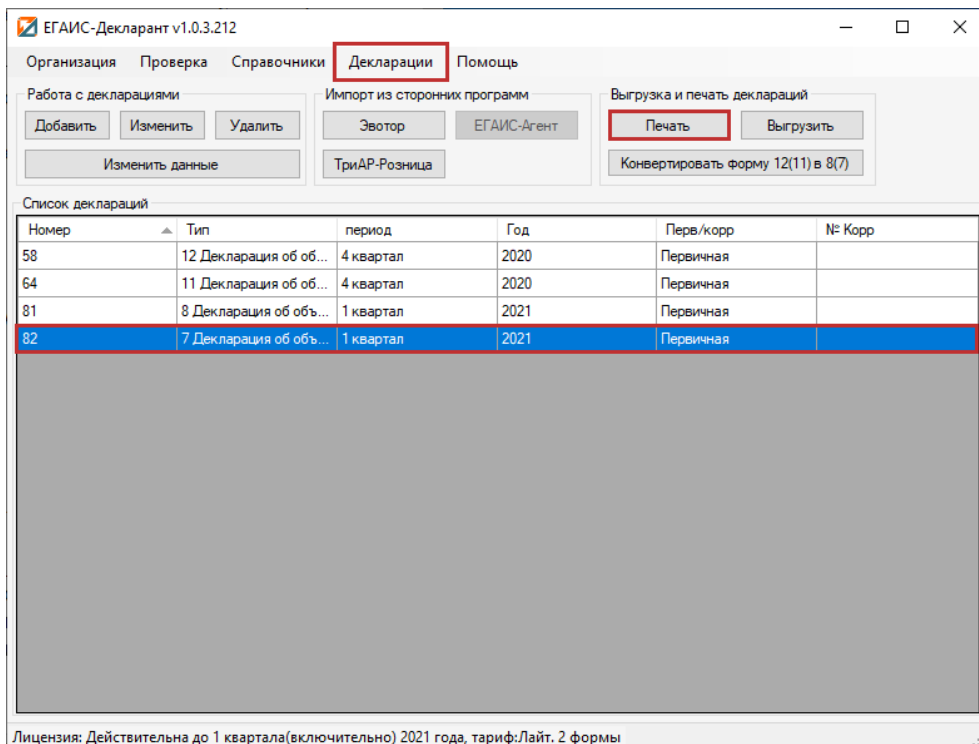 ЕГАИС-Декларант v1.0.3.212
Организация Проверка Справочники Декларации Помощь
Работа с декларациями Импорт из сторонних программ Выгрузка и печать деклараций
Добавить Изменить Удалить Эвотор ЕГАИС-Агент Печать Выгрузить
Изменить данные ТриАР-Розница Конвертировать форму 12(11) в 8(7)
Список деклараций
Номер Тип период Год Перв/корр № Корр
58 12 Декларация об об... 4 квартал 2020 Первичная
64 11 Декларация об об... 4 квартал 2020 Первичная
81 8 Декларация об объ... 1 квартал 2021 Первичная
82 7 Декларация об объ... 1 квартал 2021 Первичная
Лицензия: Действительна до 1 квартала(включительно) 2021 года, тариф:Лайт. 2 формы